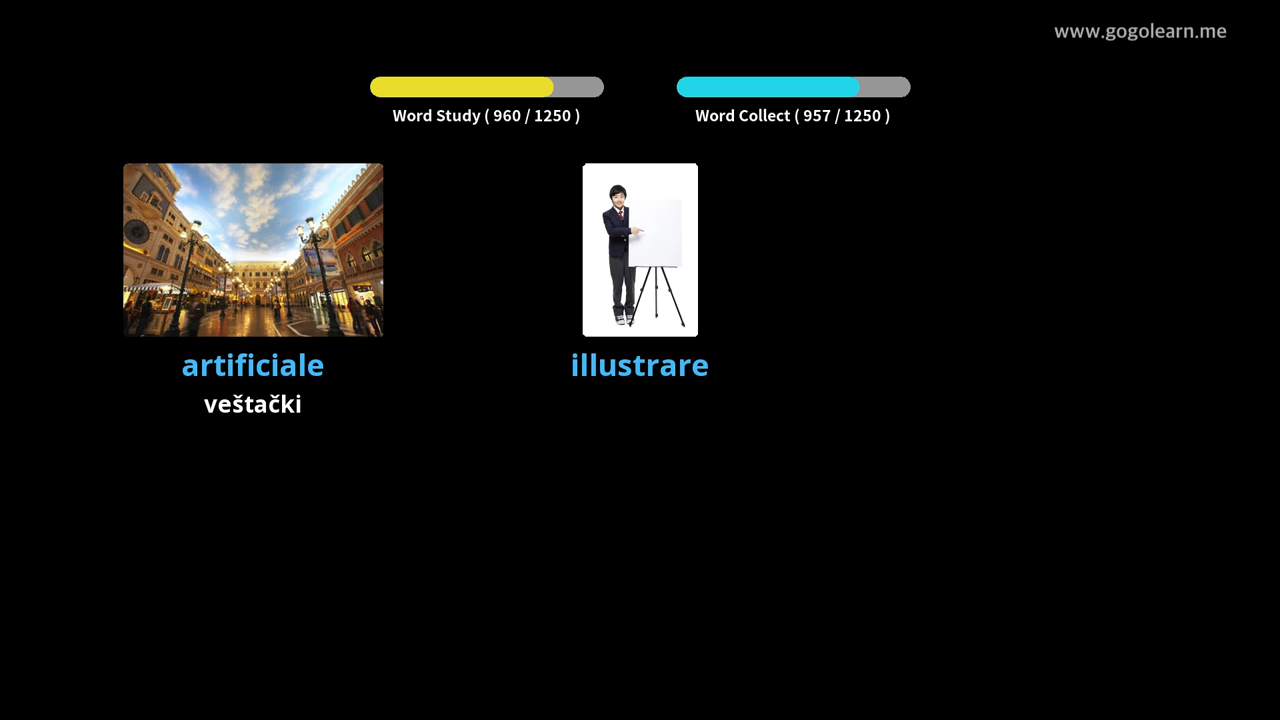 www.gogolearn.me
Word Study ( 960 / 1250 )
Word Collect ( 957 / 1250 )
artificiale
veštački
illustrare